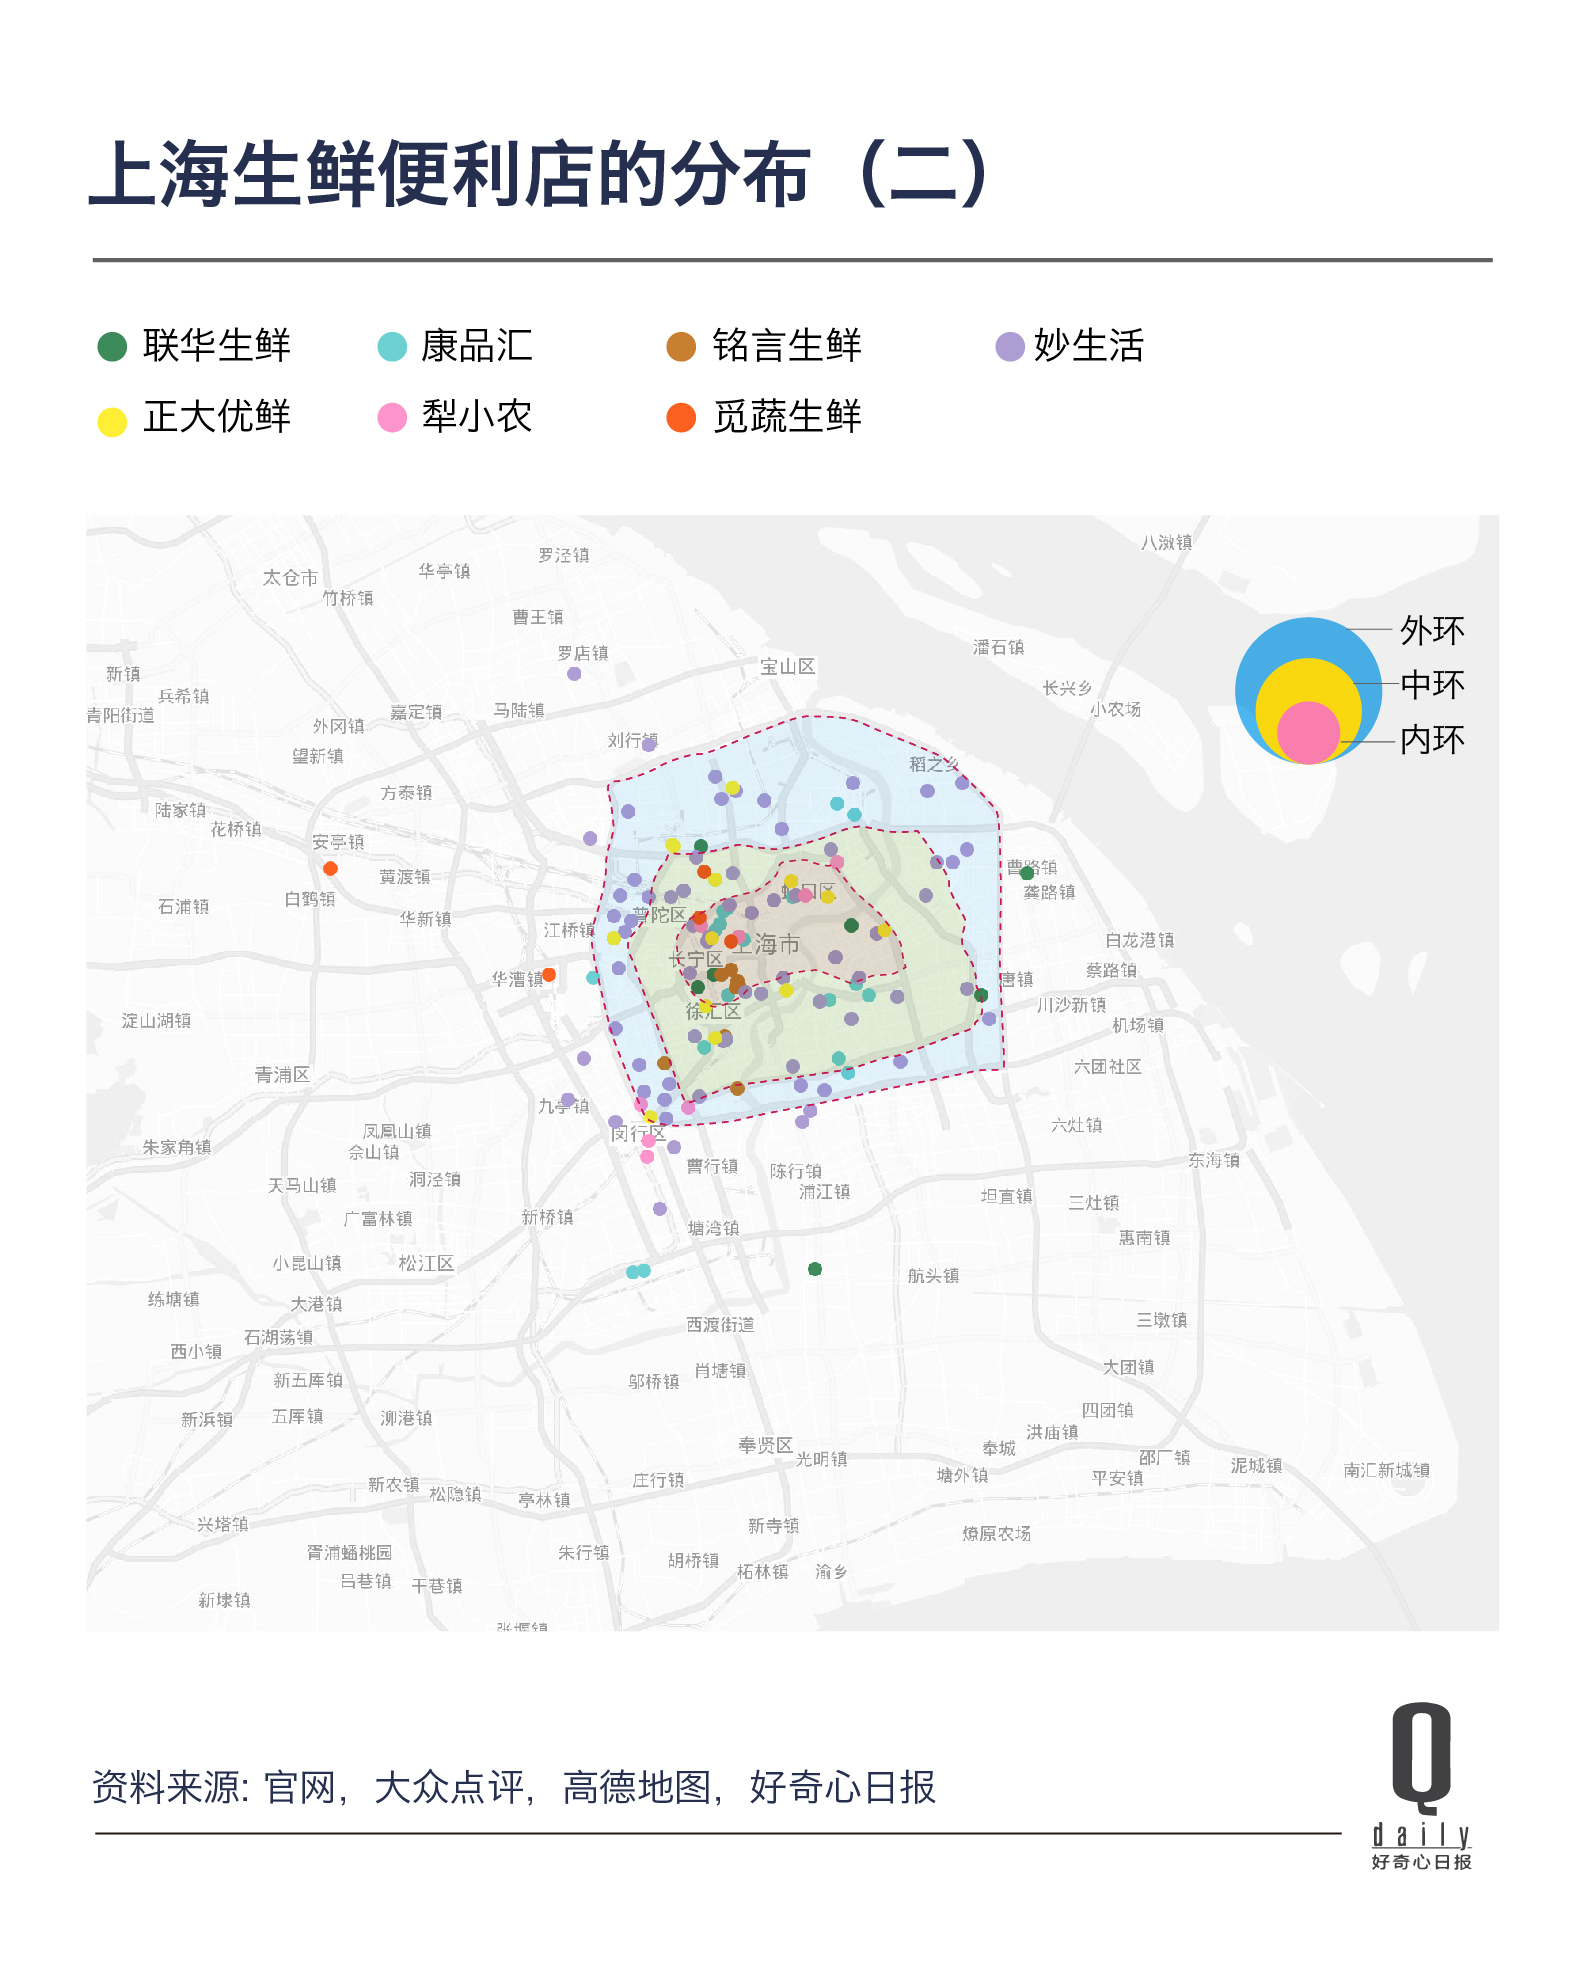 上海生鲜便利店的分布（二）
联华生鲜 康品汇 铭言生鲜 妙生活
正大优鲜 犁小农 觅蔬生鲜
八滧镇
罗泾镇
太仓市
华亭镇
竹桥镇
曹王镇
外环
罗店镇
潘石镇
宝山区
新镇
中环
长兴乡
兵希镇
小农场
青阳街道
外冈镇
嘉定镇
马陆镇
刘行镇
内环
望新镇
稻之乡
方泰镇
陆家镇
花桥镇
安亭镇
曹路镇
黄渡镇
龚路镇
虹口区
白鹤镇
石浦镇
华新镇
普陀区
江桥镇
上海市
白龙港镇
长宁区
蔡路镇
华漕镇
唐镇
川沙新镇
徐汇区
淀山湖镇
机场镇
青浦区
六团社区
九亭镇
六灶镇
凤凰山镇
闵行区
朱家角镇
佘山镇
东海镇
曹行镇
陈行镇
洞泾镇
天马山镇
浦江镇
坦直镇
三灶镇
广富林镇
新桥镇
塘湾镇
惠南镇
小昆山镇
松江区
航头镇
练塘镇
大港镇
三墩镇
西渡街道
石湖荡镇
西小镇
大团镇
肖塘镇
新五厍镇
邬桥镇
四团镇
新浜镇
五厍镇
泖港镇
洪庙镇
奉贤区
奉城
光明镇
邵厂镇
泥城镇
南汇新城镇
塘外镇
平安镇
庄行镇
新农镇
松隐镇
亭林镇
兴塔镇
新寺镇
燎原农场
胥浦蟠桃园
朱行镇
胡桥镇
柘林镇
渝乡
吕巷镇
干巷镇
新埭镇
张堰镇
资料来源: 官网，大众点评，高德地图，好奇心日报
Q
daily
好奇心日报